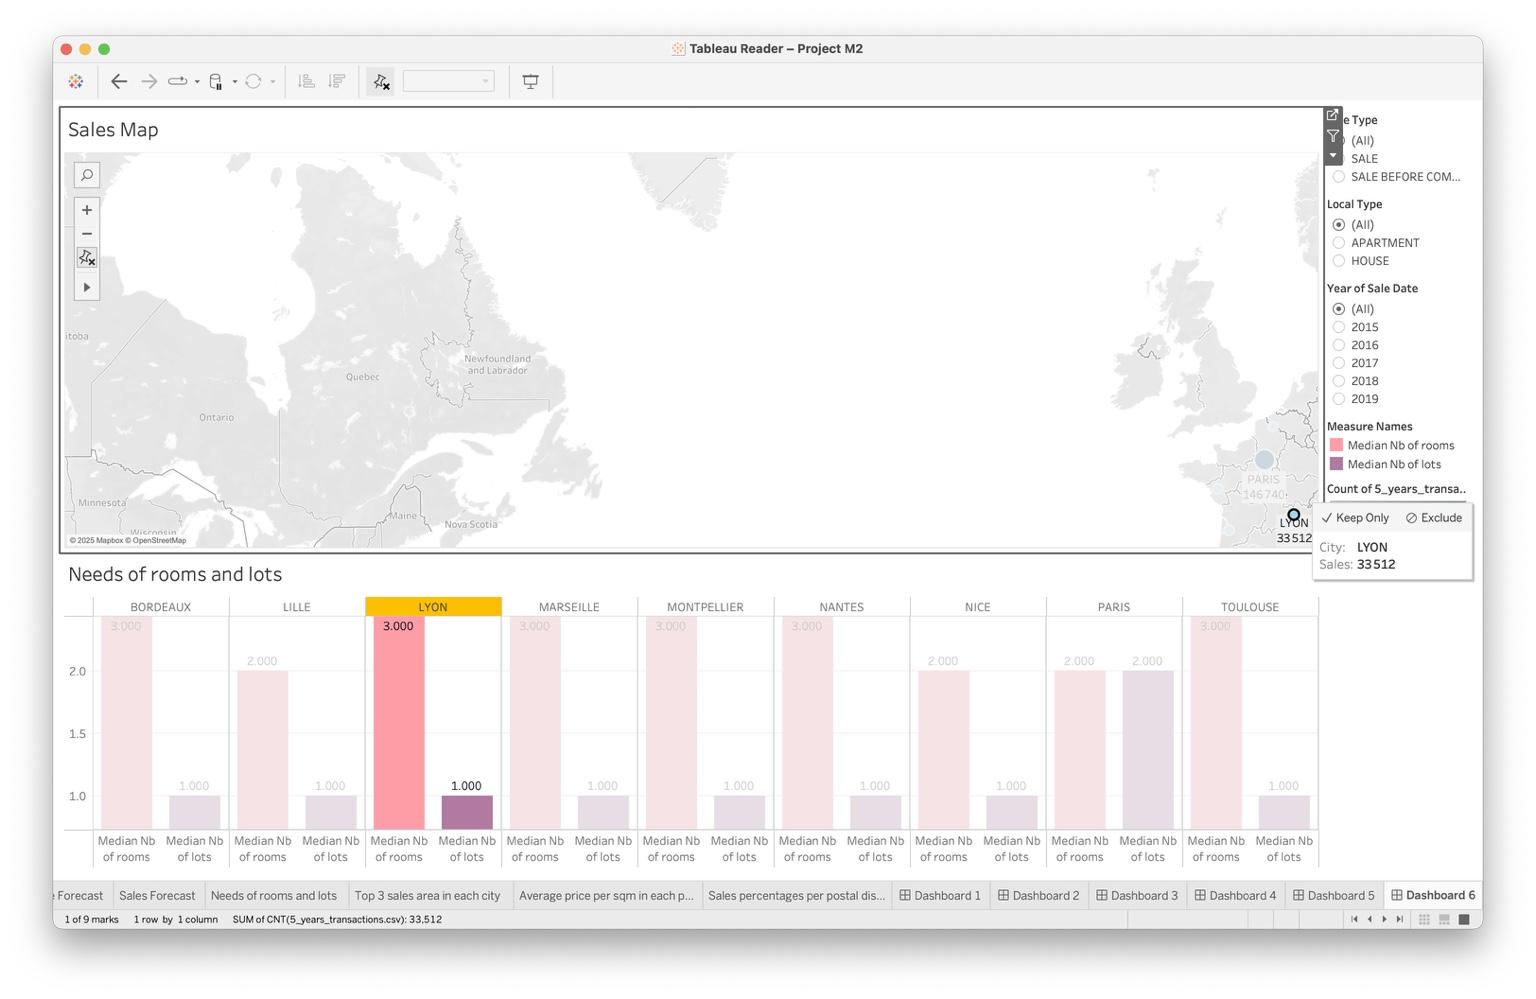 Tableau Reader – Project M2
Sales Map
itoba
Ontario
Quebec
Newfoundland
and Labrador
Minnesota
Wisconsin
Maine
Nova Scotia
PARIS
146 740
LYON
33 512
© 2025 Mapbox © OpenStreetMap
e Type
(All)
SALE
SALE BEFORE COM...
Local Type
(All)
APARTMENT
HOUSE
Year of Sale Date
(All)
2015
2016
2017
2018
2019
Measure Names
Median Nb of rooms
Median Nb of lots
Count of 5_years_transa..
Keep Only Exclude
City: LYON
Sales: 33 512
Needs of rooms and lots
BORDEAUX LILLE LYON MARSEILLE MONTPELLIER NANTES NICE PARIS TOULOUSE
3.000 3.000 3.000 3.000 3.000 3.000
2.000 2.000 2.000 2.000
2.0
1.5
1.000 1.000 1.000 1.000 1.000 1.000 1.000 1.000
1.0
Median Nb Median Nb Median Nb Median Nb Median Nb Median Nb Median Nb Median Nb Median Nb Median Nb Median Nb Median Nb Median Nb Median Nb Median Nb Median Nb Median Nb Median Nb
of rooms of lots of rooms of lots of rooms of lots of rooms of lots of rooms of lots of rooms of lots of rooms of lots of rooms of lots of rooms of lots
e Forecast Sales Forecast Needs of rooms and lots Top 3 sales area in each city Average price per sqm in each p... Sales percentages per postal dis... Dashboard 1 Dashboard 2 Dashboard 3 Dashboard 4 Dashboard 5 Dashboard 6
1 of 9 marks 1 row by 1 column SUM of CNT(5_years_transactions.csv): 33,512